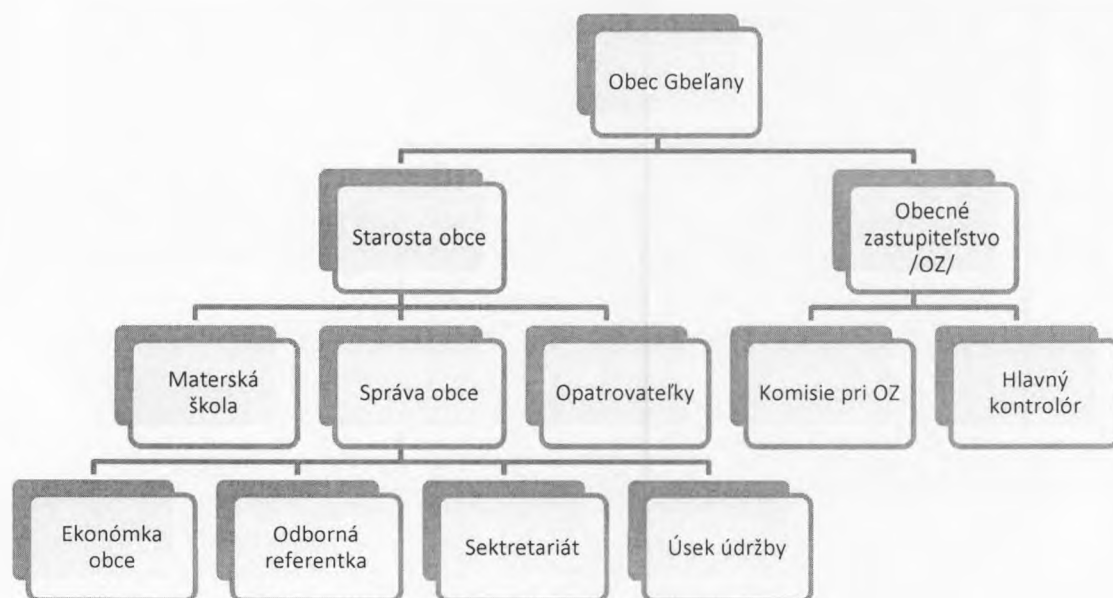 Obec Gbeľany
Starosta obce
Obecné
zastupiteľstvo
/OZ/
Materská
škola
Správa obce
Opatrovateľky
Komisie pri OZ
Hlavný
kontrolór
Ekonómka
obce
Odborná
referentka
Sektretariát
Úsek údržby